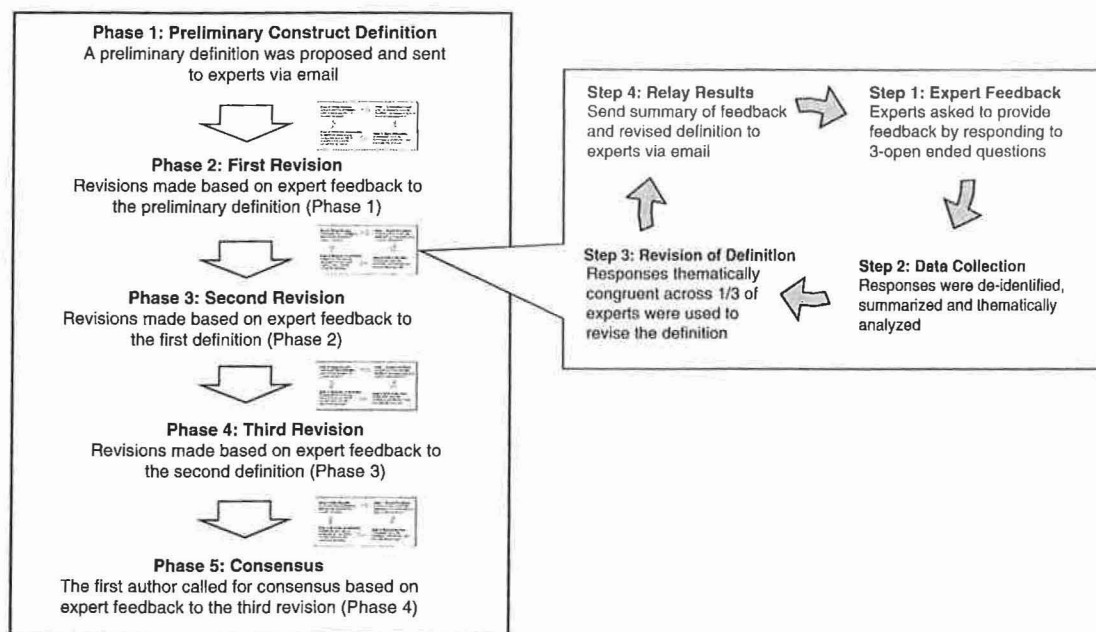 Phase 1: Preliminary Construct Definition
A preliminary definition was proposed and sent
to experts via email
Phase 2: First Revision
Revisions made based on expert feedback to
the preliminary definition (Phase 1)
Phase 3: Second Revision
Revisions made based on expert feedback to
the first definition (Phase 2)
Phase 4: Third Revision
Revisions made based on expert feedback to
the second definition (Phase 3)
Phase 5: Consensus
The first author called for consensus based on
expert feedback to the third revision (Phase 4)
Step 4: Relay Results
Send summary of feedback
and revised definition to
experts via email
Step 1: Expert Feedback
Experts asked to provide
feedback by responding to
3-open ended questions
Step 3: Revision of Definition
Responses thematically
congruent across 1/3 of
experts were used to
revise the definition
Step 2: Data Collection
Responses were de-identified,
summarized and thematically
analyzed